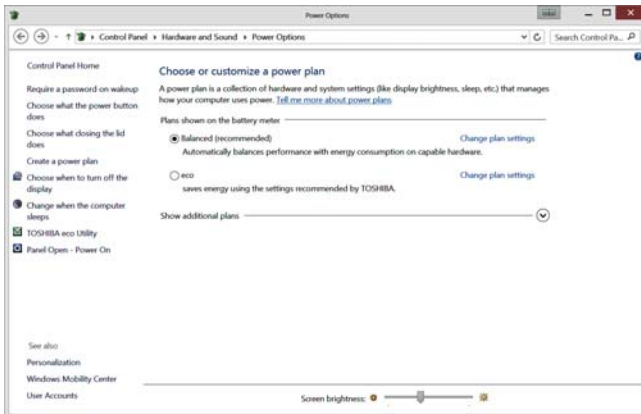 Power Options
Control Panel ▸ Hardware and Sound ▸ Power Options
Search Control Pa...
Control Panel Home
Require a password on wakeup
Choose what the power button
does
Choose what closing the lid
does
Create a power plan
Choose when to turn off the
display
Change when the computer
sleeps
TOSHIBA eco Utility
Panel Open - Power On
See also
Personalization
Windows Mobility Center
User Accounts
Choose or customize a power plan
A power plan is a collection of hardware and system settings (like display brightness, sleep, etc.) that manages
how your computer uses power. Tell me more about power plans
Plans shown on the battery meter
Balanced (recommended) Change plan settings
Automatically balances performance with energy consumption on capable hardware.
eco Change plan settings
saves energy using the settings recommended by TOSHIBA.
Show additional plans
Screen brightness: